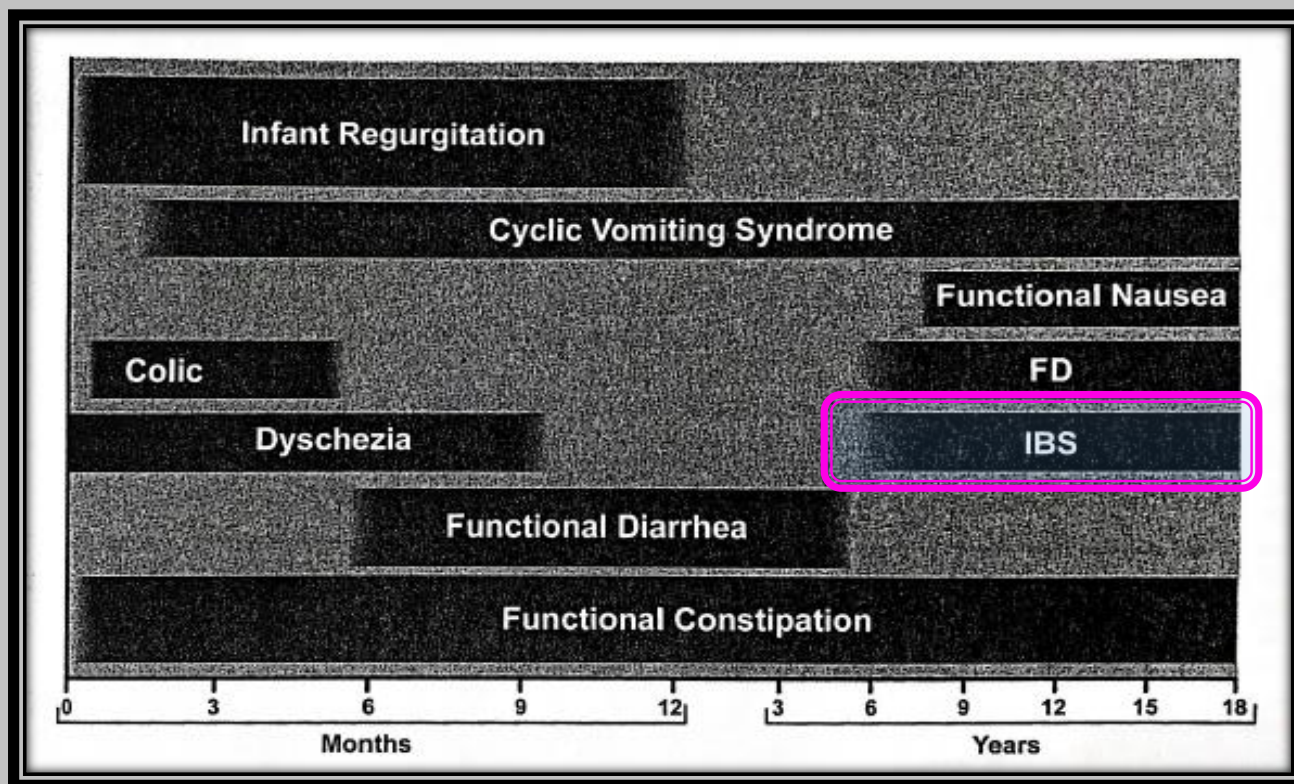 Infant Regurgitation
Cyclic Vomiting Syndrome
Functional Nausea
Colic
FD
Dyschezia
IBS
Functional Diarrhea
Functional Constipation
0 3 6 9 12 3 6 9 12 15 18
Months Years